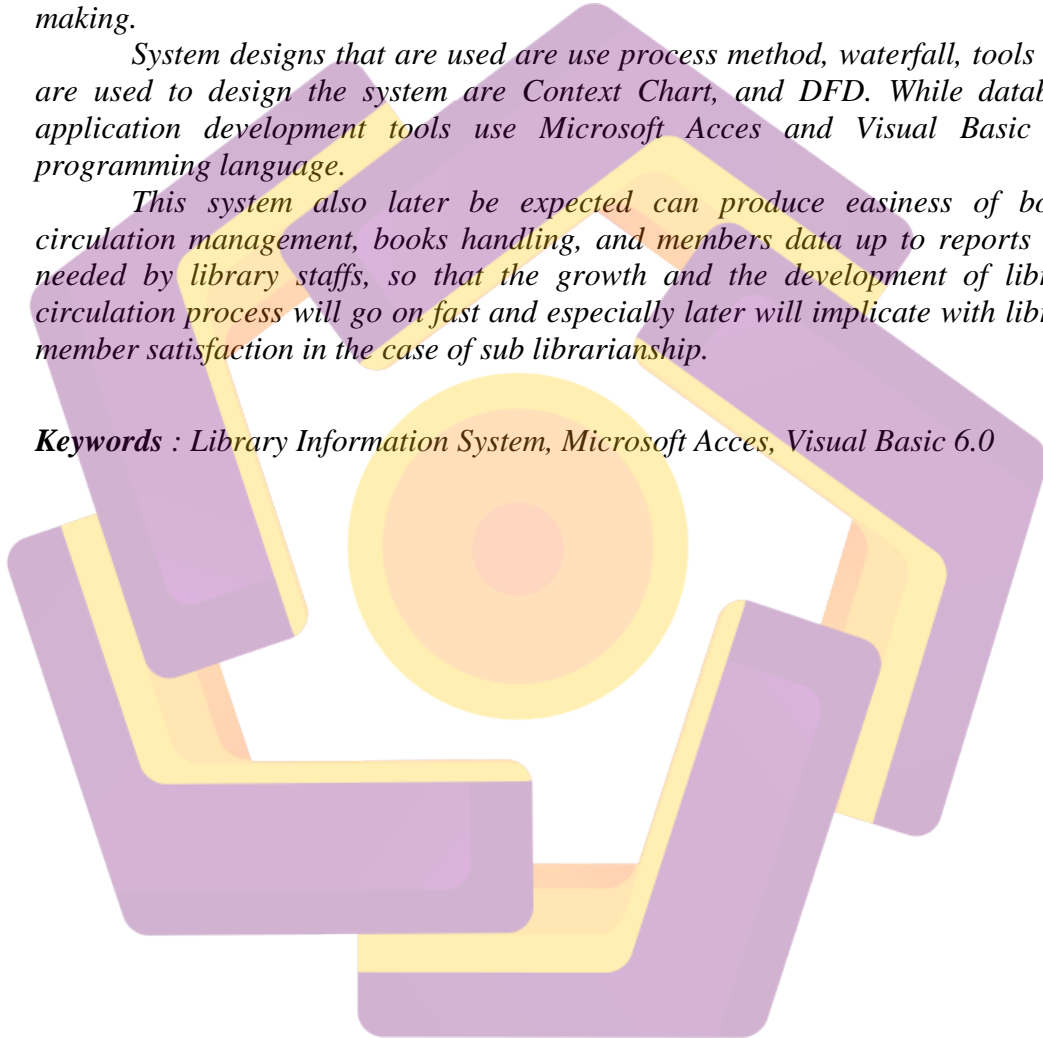 making.
System designs that are used are use process method, waterfall, tools
are used to design the system are Context Chart, and DFD. While datab
application development tools use Microsoft Acces and Visual Basic
programming language.
This system also later be expected can produce easiness of bo
circulation management, books handling, and members data up to reports
needed by library staffs, so that the growth and the development of libr
circulation process will go on fast and especially later will implicate with libr
member satisfaction in the case of sub librarianship.
Keywords : Library Information System, Microsoft Acces, Visual Basic 6.0